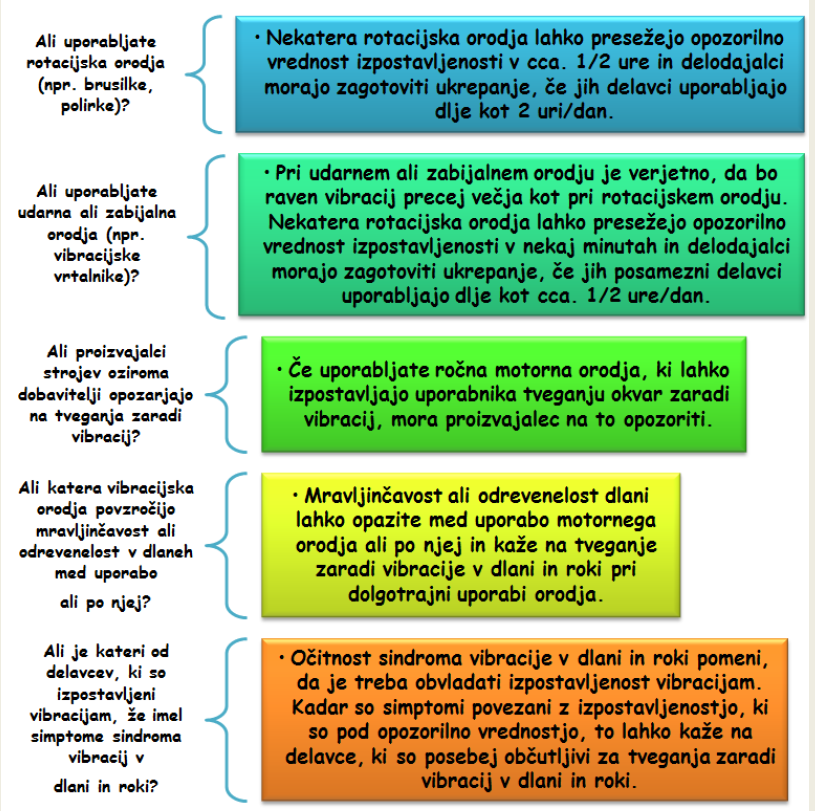 Ali uporabljate
rotacijska orodja
(npr. brusilke,
polirke)?
• Nekatera rotacijska orodja lahko presežejo opozorilno
vrednost izpostavljenosti v cca. 1/2 ure in delodajalci
morajo zagotoviti ukrepanje, če jih delavci uporabljajo
dlje kot 2 uri/dan.
Ali uporabljate
udarna ali zabijalna
orodja (npr.
vibracijske
vrtalnike)?
• Pri udarnem ali zabijalnem orodju je verjetno, da bo
raven vibracij precej večja kot pri rotacijskem orodju.
Nekatera rotacijska orodja lahko presežejo opozorilno
vrednost izpostavljenosti v nekaj minutah in delodajalci
morajo zagotoviti ukrepanje, če jih posamezni delavci
uporabljajo dlje kot cca. 1/2 ure/dan.
Ali proizvajalci
strojev oziroma
dobavitelji opozarjajo
na tveganja zaradi
vibracij?
• Če uporabljate ročna motorna orodja, ki lahko
izpostavljajo uporabnika tveganju okvar zaradi
vibracij, mora proizvajalec na to opozoriti.
Ali katera vibracijska
orodja povzročijo
mravljinčavost ali
odrevenelost v dlaneh
med uporabo
ali po njej?
• Mravljinčavost ali odrevenelost dlani
lahko opazite med uporabo motornega
orodja ali po njej in kaže na tveganje
zaradi vibracije v dlani in roki pri
dolgotrajni uporabi orodja.
Ali je kateri od
delavcev, ki so
izpostavljeni
vibracijam, že imel
simptome sindroma
vibracij v
dlani in roki?
• Očitnost sindroma vibracije v dlani in roki pomeni,
da je treba obvladati izpostavljenost vibracijam.
Kadar so simptomi povezani z izpostavljenostjo, ki
so pod opozorilno vrednostjo, to lahko kaže na
delavce, ki so posebej občutljivi za tveganja zaradi
vibracij v dlani in roki.